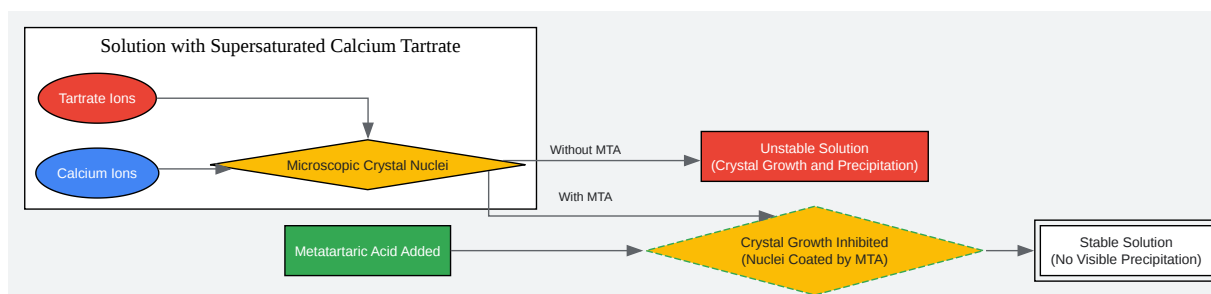 Solution with Supersaturated Calcium Tartrate
Tartrate Ions
Calcium Ions
Microscopic Crystal Nuclei
Without MTA
Unstable Solution
(Crystal Growth and Precipitation)
With MTA
Metatartaric Acid Added
Crystal Growth Inhibited
(Nuclei Coated by MTA)
Stable Solution
(No Visible Precipitation)